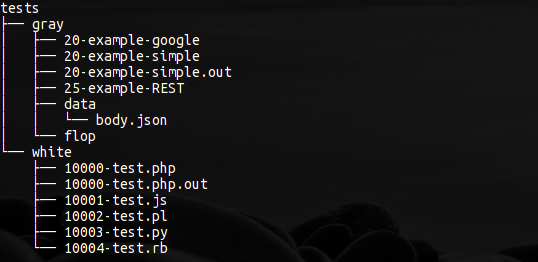 tests
├── gray
│   ├── 20-example-google
│   ├── 20-example-simple
│   ├── 20-example-simple.out
│   ├── 25-example-REST
│   ├── data
│   │   └── body.json
│   └── flop
└── white
    ├── 10000-test.php
    ├── 10000-test.php.out
    ├── 10001-test.js
    ├── 10002-test.pl
    ├── 10003-test.py
    └── 10004-test.rb